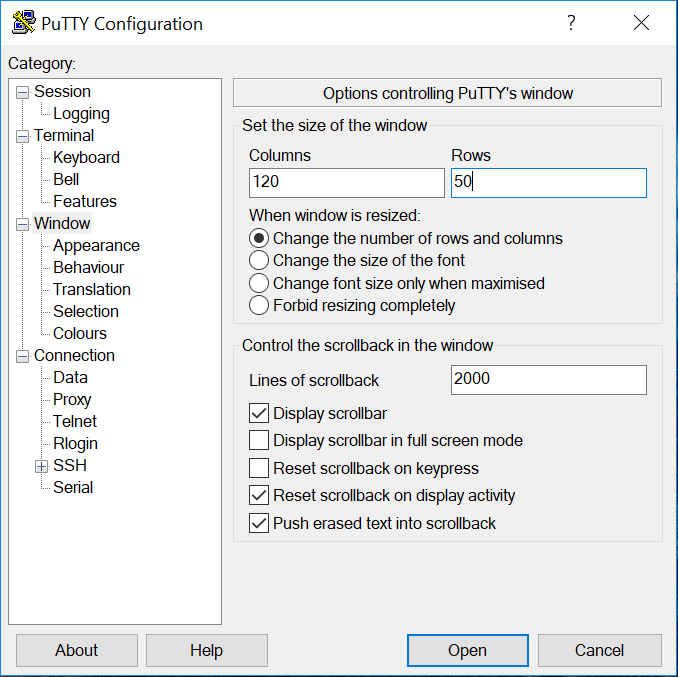 PuTTY Configuration ?
Category:
Session
Logging
Terminal
Keyboard
Bell
Features
Window
Appearance
Behaviour
Translation
Selection
Colours
Connection
Data
Proxy
Telnet
Rlogin
SSH
Serial
Options controlling PuTTY's window
Set the size of the window
Columns Rows
120 50
When window is resized:
Change the number of rows and columns
Change the size of the font
Change font size only when maximised
Forbid resizing completely
Control the scrollback in the window
Lines of scrollback 2000
Display scrollbar
Display scrollbar in full screen mode
Reset scrollback on keypress
Reset scrollback on display activity
Push erased text into scrollback
About Help Open Cancel